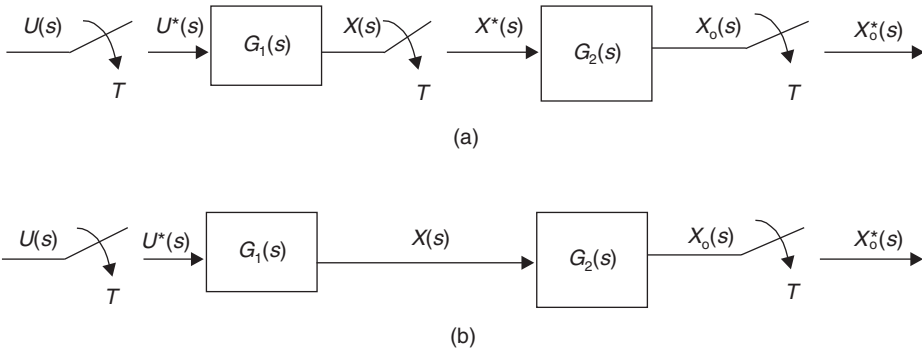 U(s) U*(s) G₁(s) X(s) X*(s) G₂(s) Xₒ(s) Xₒ*(s)
T T T
(a)
U(s) U*(s) G₁(s) X(s) G₂(s) Xₒ(s) Xₒ*(s)
T T
(b)